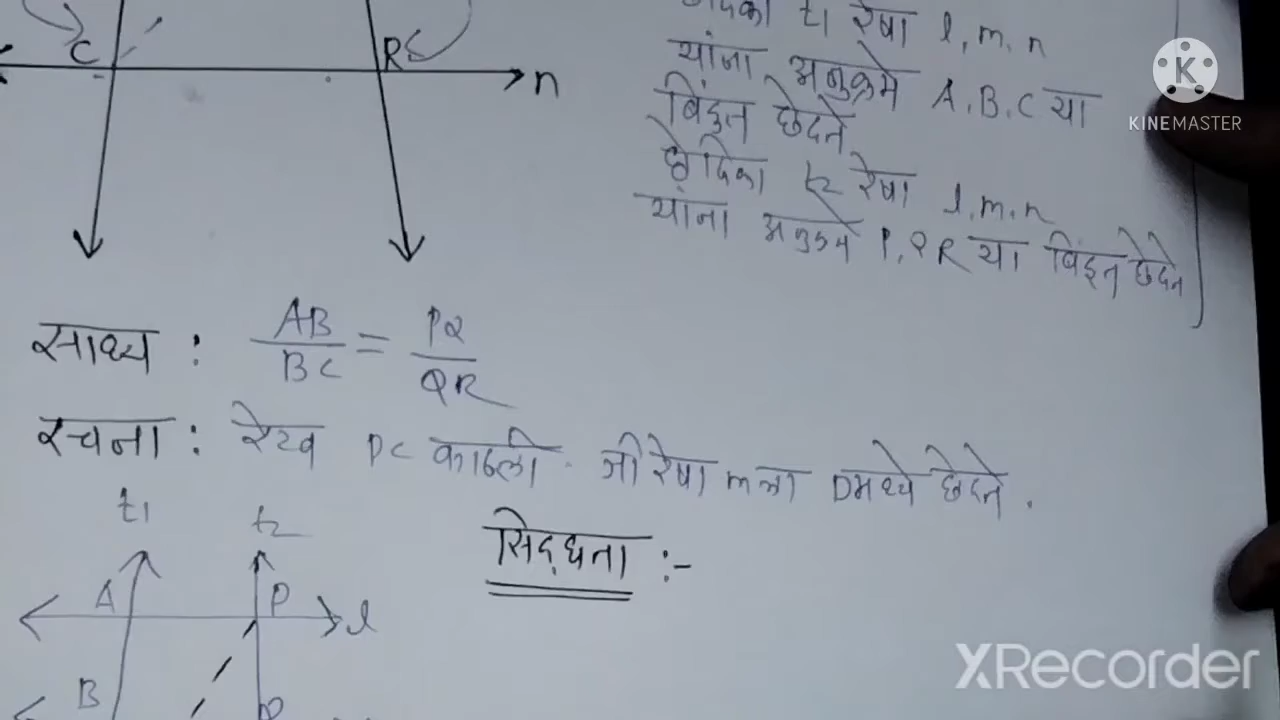 C R n
t1 रेषा l, m, n
यांना अनुक्रमे A, B, C या
बिंदुत छेदते
छेदिका t2 रेषा l, m, n
यांना अनुक्रमे P, Q R या बिंदुत छेदते
साध्य : AB/BC = PQ/QR
रचना : रेख PC काढली. जी रेषा m ला D मध्ये छेदते.
t1 t2
सिद्धता :-
A P l
B Q
K
KINEMASTER
XRecorder